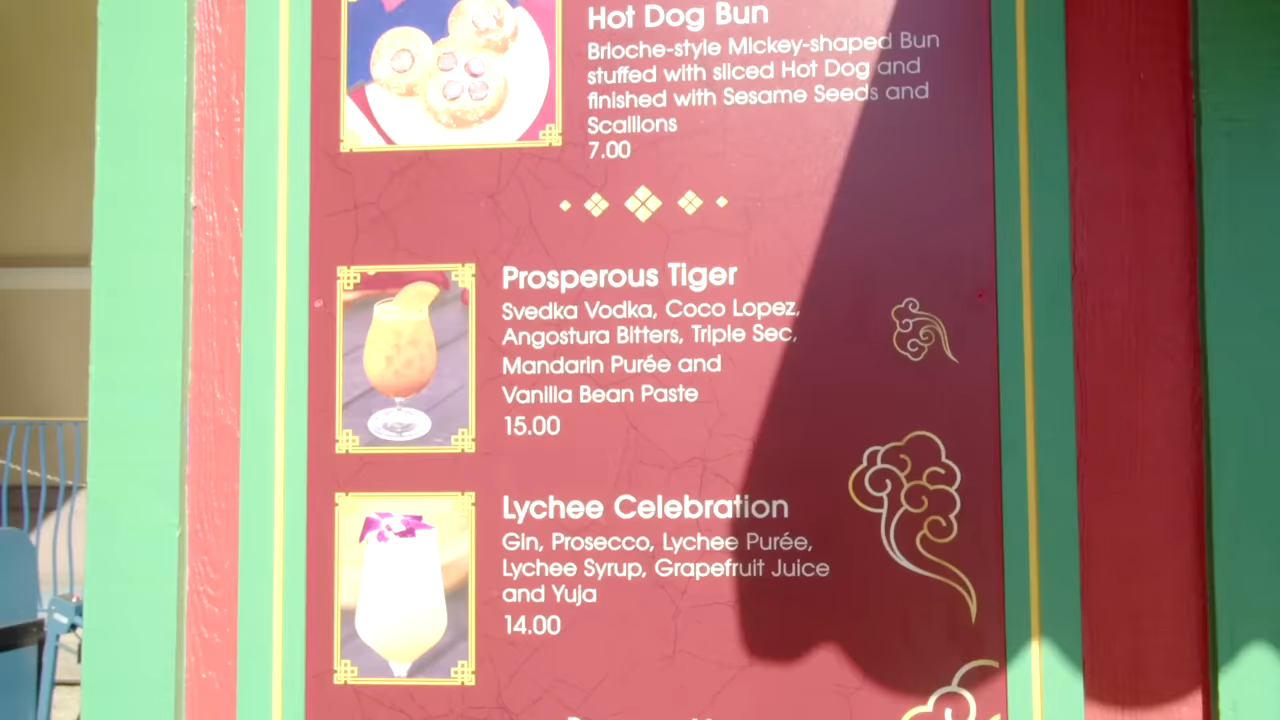 Hot Dog Bun
Brioche-style Mickey-shaped Bun
stuffed with sliced Hot Dog and
finished with Sesame Seeds and
Scallions
7.00
Prosperous Tiger
Svedka Vodka, Coco Lopez,
Angostura Bitters, Triple Sec,
Mandarin Purée and
Vanilla Bean Paste
15.00
Lychee Celebration
Gin, Prosecco, Lychee Purée,
Lychee Syrup, Grapefruit Juice
and Yuja
14.00